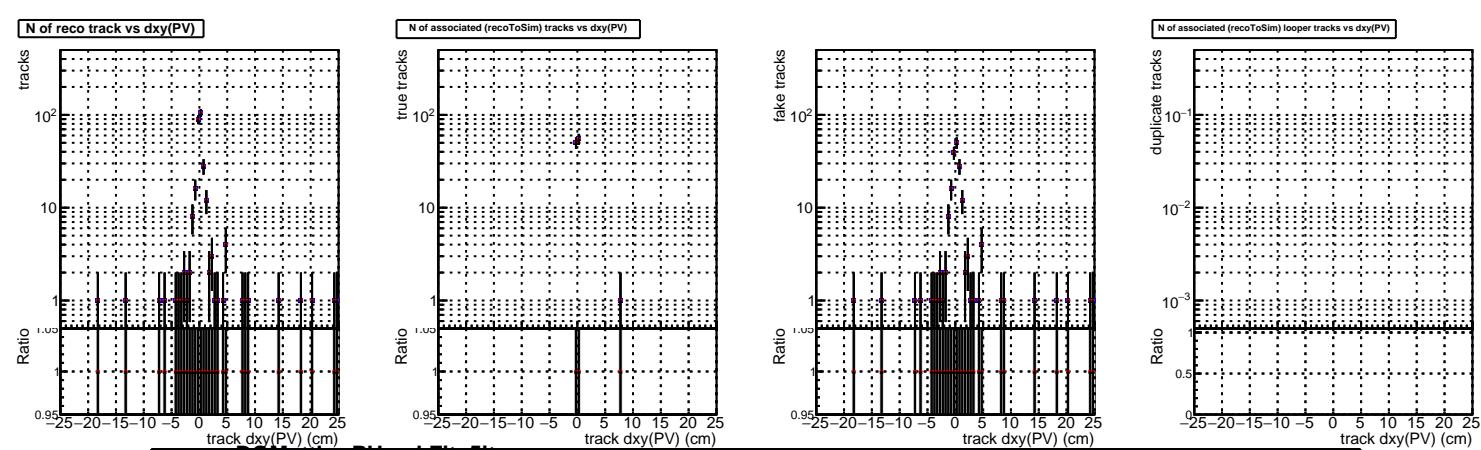 N of reco track vs dxy(PV)
tracks
10²
10
1
1.05
Ratio
1
0.95
−25 −20 −15 −10 −5 0 5 10 15 20 25
track dxy(PV) (cm)
N of associated (recoToSim) tracks vs dxy(PV)
true tracks
10²
10
1
1.05
Ratio
1
0.95
−25 −20 −15 −10 −5 0 5 10 15 20 25
track dxy(PV) (cm)
fake tracks
10²
10
1
1.05
Ratio
1
0.95
−25 −20 −15 −10 −5 0 5 10 15 20 25
track dxy(PV) (cm)
N of associated (recoToSim) looper tracks vs dxy(PV)
duplicate tracks
10⁻¹
10⁻²
10⁻³
Ratio
1
0.5
0
−25 −20 −15 −10 −5 0 5 10 15 20 25
track dxy(PV) (cm)